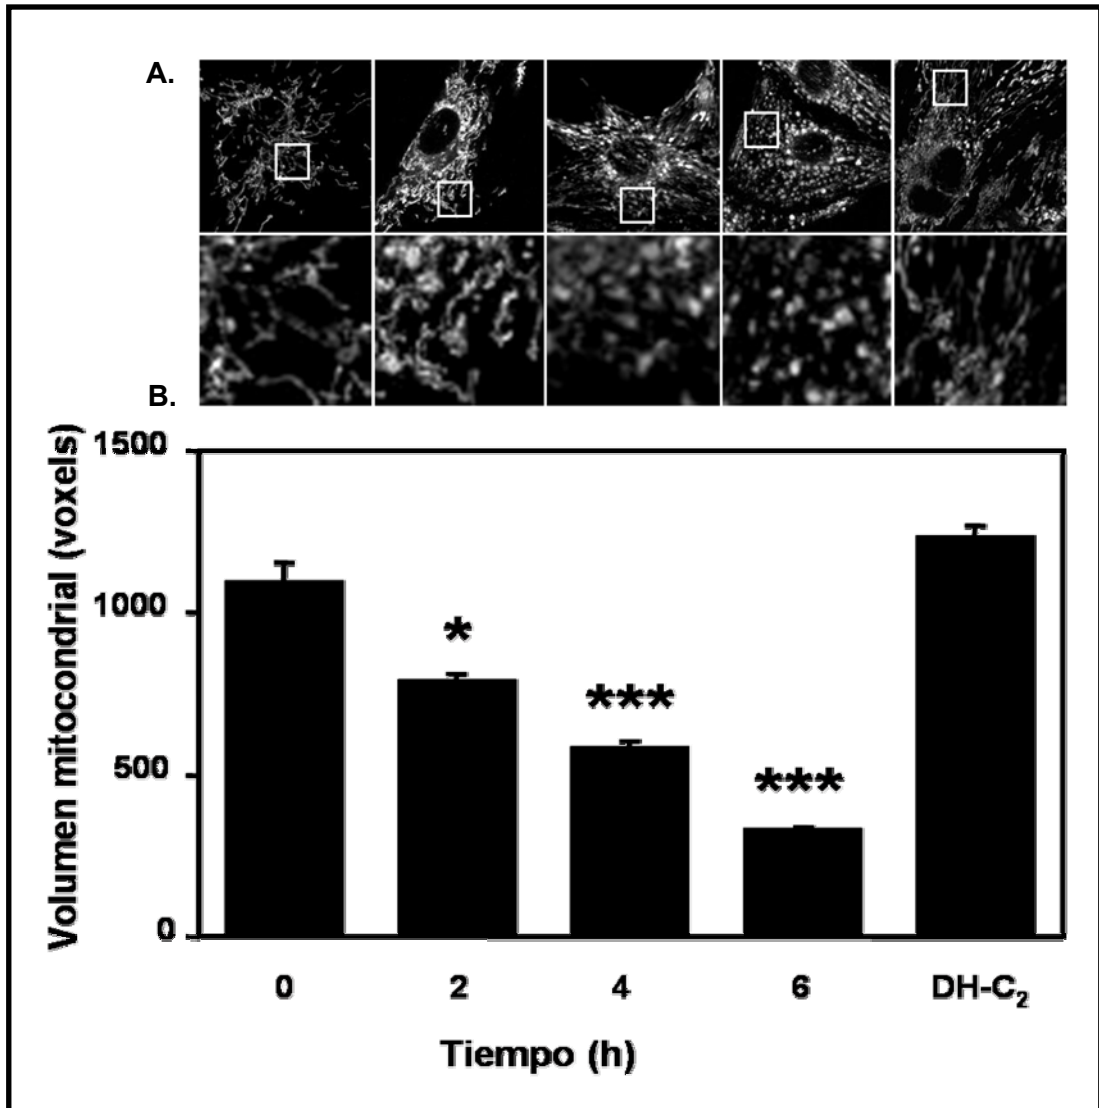 A.
B.
Volumen mitocondrial (voxels)
1500
1000
500
0
*
***
***
0 2 4 6 DH-C₂
Tiempo (h)